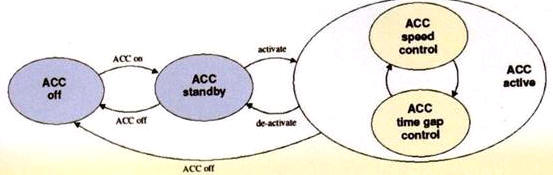 ACC
speed
control
ACC on
activate
ACC
off
ACC
standby
ACC
active
ACC off
de-activate
ACC
time gap
control
ACC off